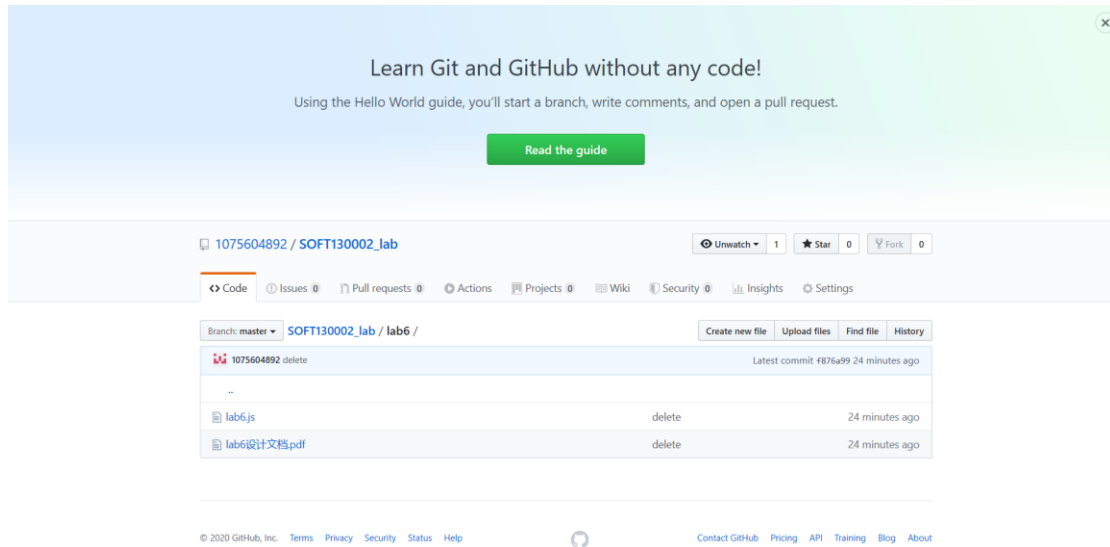 Learn Git and GitHub without any code!
Using the Hello World guide, you'll start a branch, write comments, and open a pull request.
Read the guide
1075604892 / SOFT130002_lab
Unwatch 1 Star 0 Fork 0
Code Issues 0 Pull requests 0 Actions Projects 0 Wiki Security 0 Insights Settings
Branch: master SOFT130002_lab / lab6 / Create new file Upload files Find file History
1075604892 delete Latest commit f876a99 24 minutes ago
..
lab6.js delete 24 minutes ago
lab6设计文档.pdf delete 24 minutes ago
© 2020 GitHub, Inc. Terms Privacy Security Status Help Contact GitHub Pricing API Training Blog About